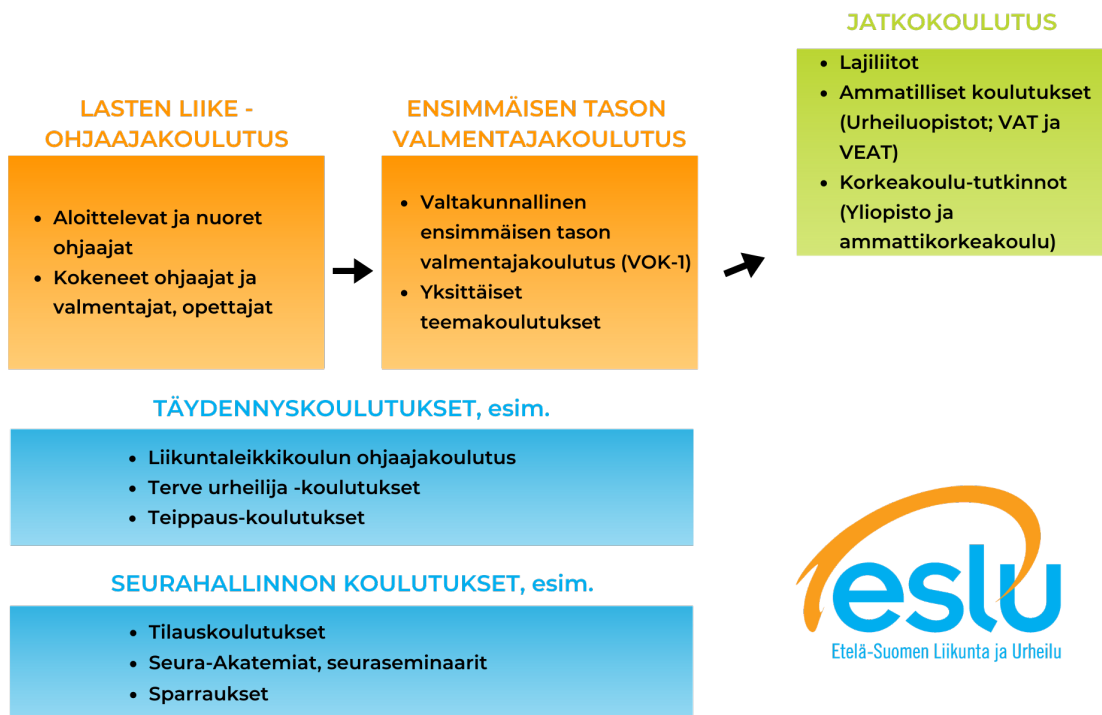 LASTEN LIIKE -
OHJAAJAKOULUTUS
• Aloittelevat ja nuoret
ohjaajat
• Kokeneet ohjaajat ja
valmentajat, opettajat
ENSIMMÄISEN TASON
VALMENTAJAKOULUTUS
• Valtakunnallinen
ensimmäisen tason
valmentajakoulutus (VOK-1)
• Yksittäiset
teemakoulutukset
JATKOKOULUTUS
• Lajiliitot
• Ammatilliset koulutukset
(Urheiluopistot; VAT ja
VEAT)
• Korkeakoulu-tutkinnot
(Yliopisto ja
ammattikorkeakoulu)
TÄYDENNYSKOULUTUKSET, esim.
• Liikuntaleikkikoulun ohjaajakoulutus
• Terve urheilija -koulutukset
• Teippaus-koulutukset
SEURAHALLINNON KOULUTUKSET, esim.
• Tilauskoulutukset
• Seura-Akatemiat, seuraseminaarit
• Sparraukset
eslu
Etelä-Suomen Liikunta ja Urheilu